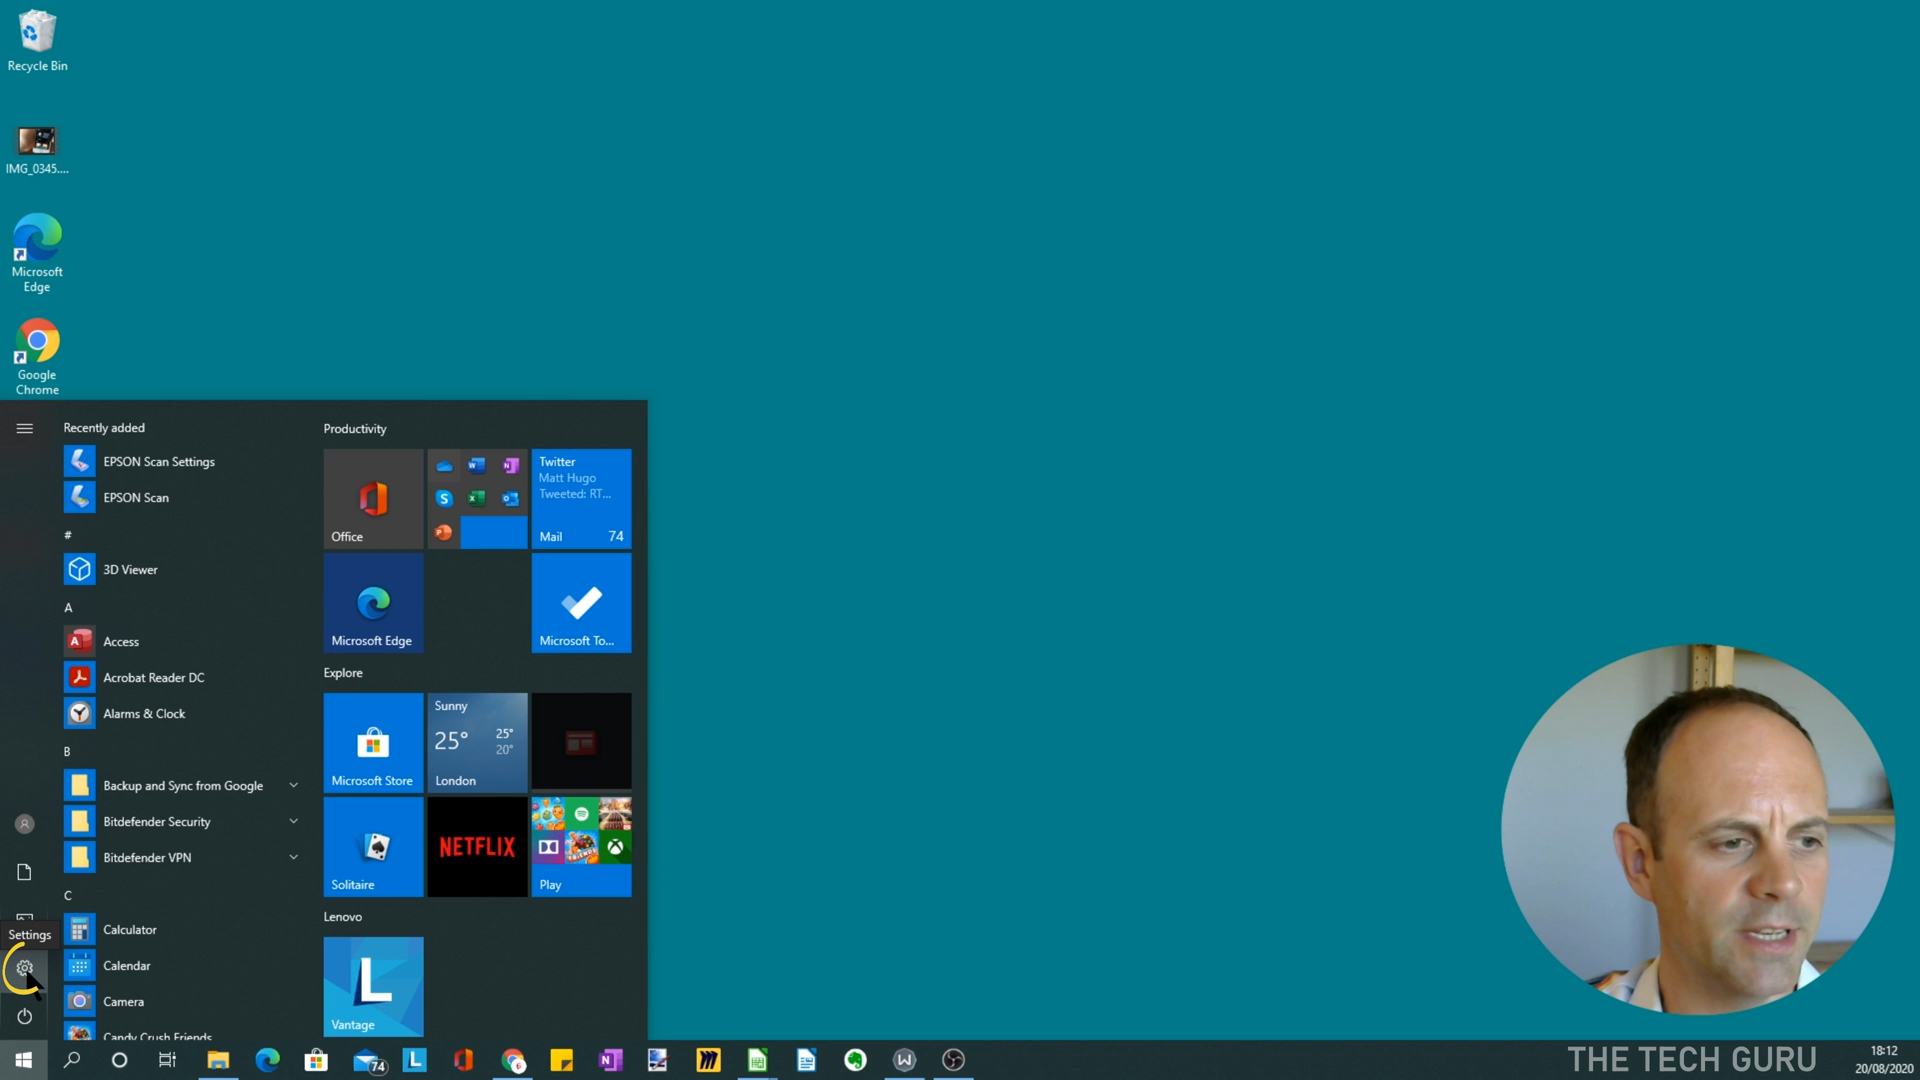 Recycle Bin
IMG_0345....
Microsoft
Edge
Google
Chrome
Recently added
EPSON Scan Settings
EPSON Scan
#
3D Viewer
A
Access
Acrobat Reader DC
Alarms & Clock
B
Backup and Sync from Google
Bitdefender Security
Bitdefender VPN
C
Calculator
Calendar
Camera
Candy Crush Friends
Settings
Productivity
Office
Twitter
Matt Hugo
Tweeted: RT...
Mail 74
Microsoft Edge
Microsoft To...
Explore
Microsoft Store
Sunny
25° 25°
20°
London
Solitaire
NETFLIX
Play
Lenovo
L
Vantage
74
L
THE TECH GURU
18:12
20/08/2020